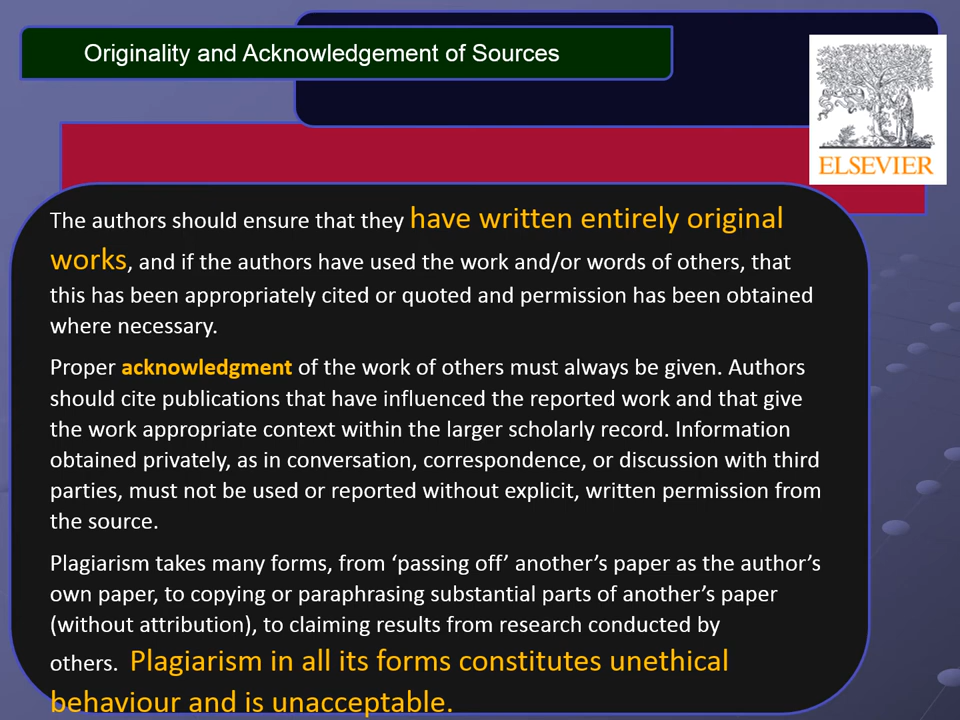 Originality and Acknowledgement of Sources
ELSEVIER
The authors should ensure that they have written entirely original
works, and if the authors have used the work and/or words of others, that
this has been appropriately cited or quoted and permission has been obtained
where necessary.
Proper acknowledgment of the work of others must always be given. Authors
should cite publications that have influenced the reported work and that give
the work appropriate context within the larger scholarly record. Information
obtained privately, as in conversation, correspondence, or discussion with third
parties, must not be used or reported without explicit, written permission from
the source.
Plagiarism takes many forms, from ‘passing off’ another’s paper as the author’s
own paper, to copying or paraphrasing substantial parts of another’s paper
(without attribution), to claiming results from research conducted by
others. Plagiarism in all its forms constitutes unethical
behaviour and is unacceptable.